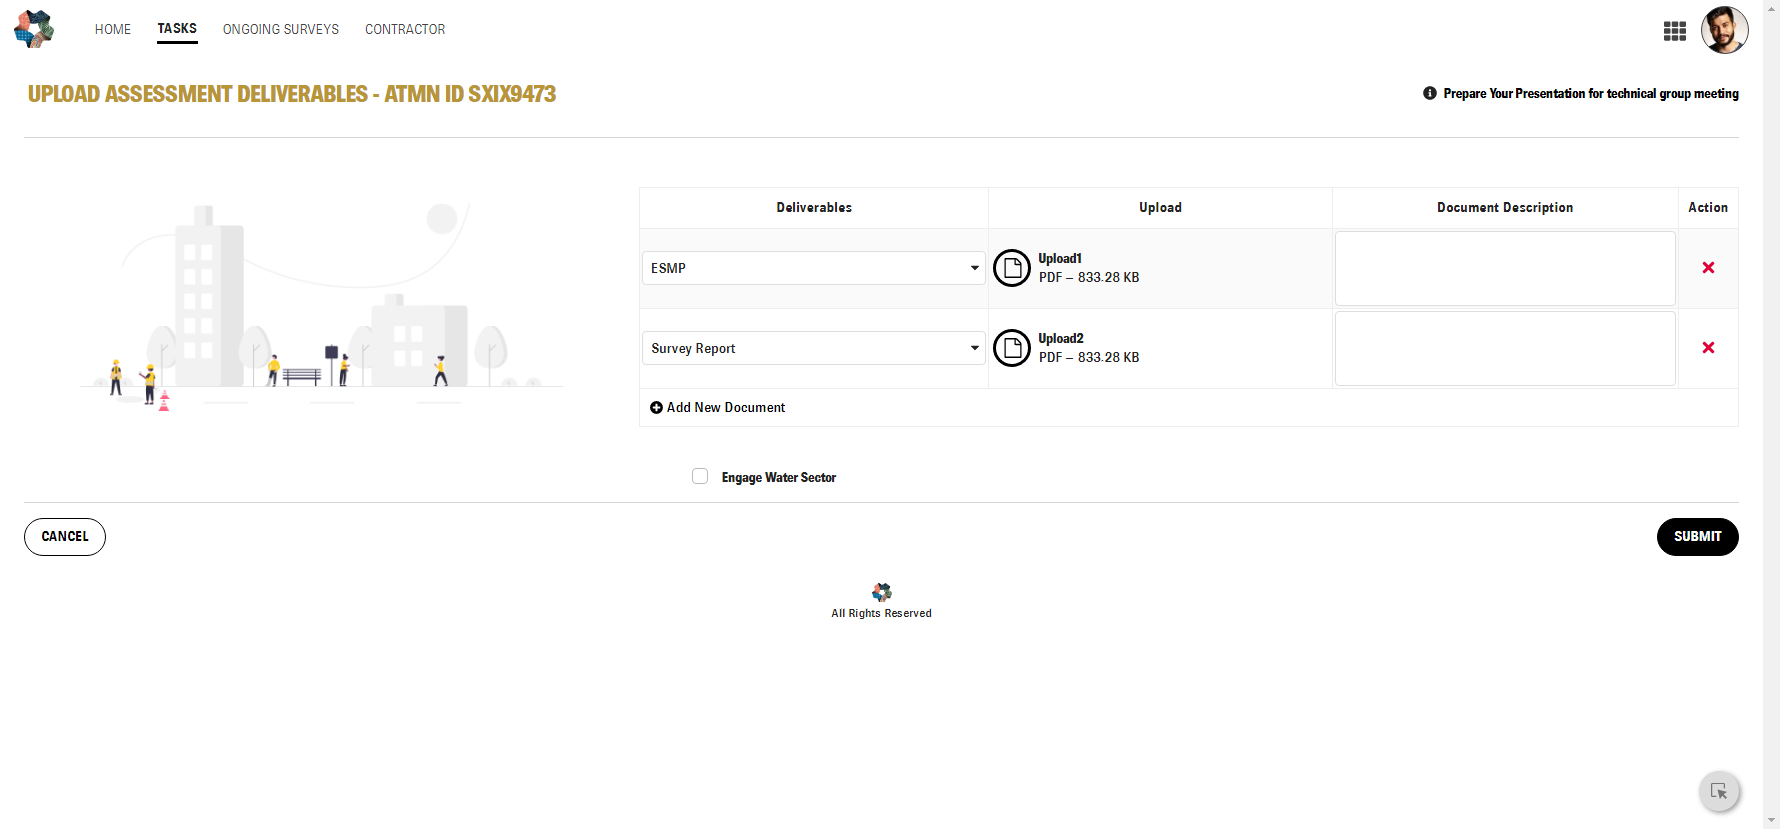 HOME TASKS ONGOING SURVEYS CONTRACTOR
UPLOAD ASSESSMENT DELIVERABLES - ATMN ID SXIX9473
Prepare Your Presentation for technical group meeting
Deliverables Upload Document Description Action
ESMP
Upload1
PDF – 833.28 KB
Survey Report
Upload2
PDF – 833.28 KB
Add New Document
Engage Water Sector
CANCEL SUBMIT
All Rights Reserved